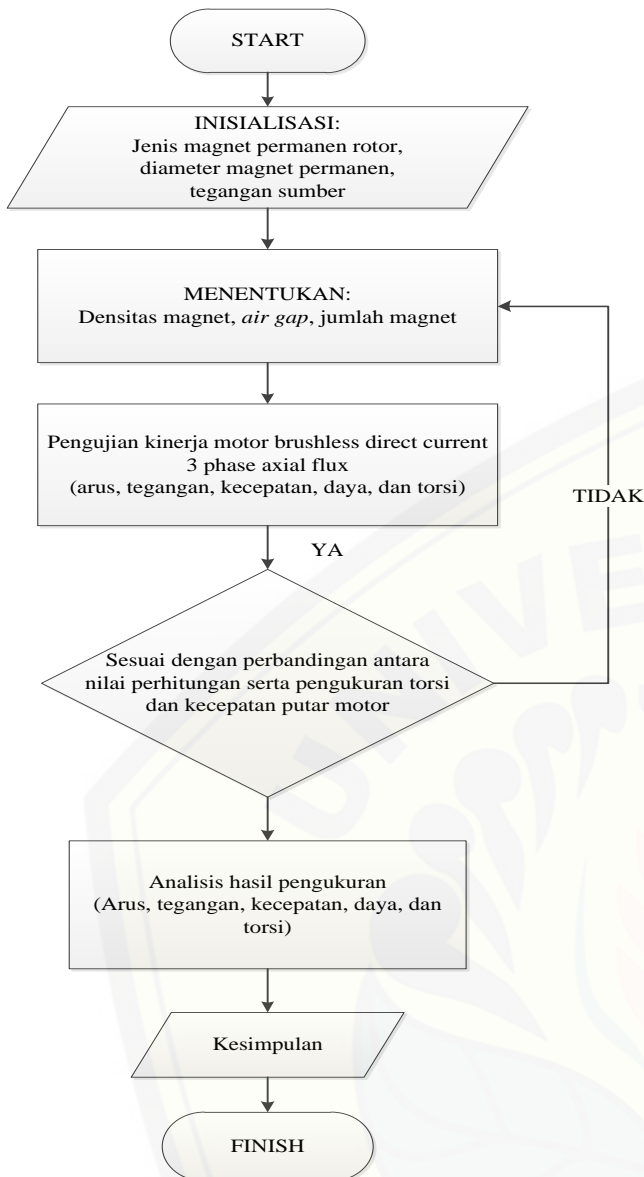 START
INISIALISASI:
Jenis magnet permanen rotor,
diameter magnet permanen,
tegangan sumber
MENENTUKAN:
Densitas magnet, air gap, jumlah magnet
Pengujian kinerja motor brushless direct current
3 phase axial flux
(arus, tegangan, kecepatan, daya, dan torsi)
TIDAK
YA
Sesuai dengan perbandingan antara
nilai perhitungan serta pengukuran torsi
dan kecepatan putar motor
Analisis hasil pengukuran
(Arus, tegangan, kecepatan, daya, dan
torsi)
Kesimpulan
FINISH
UNIVE